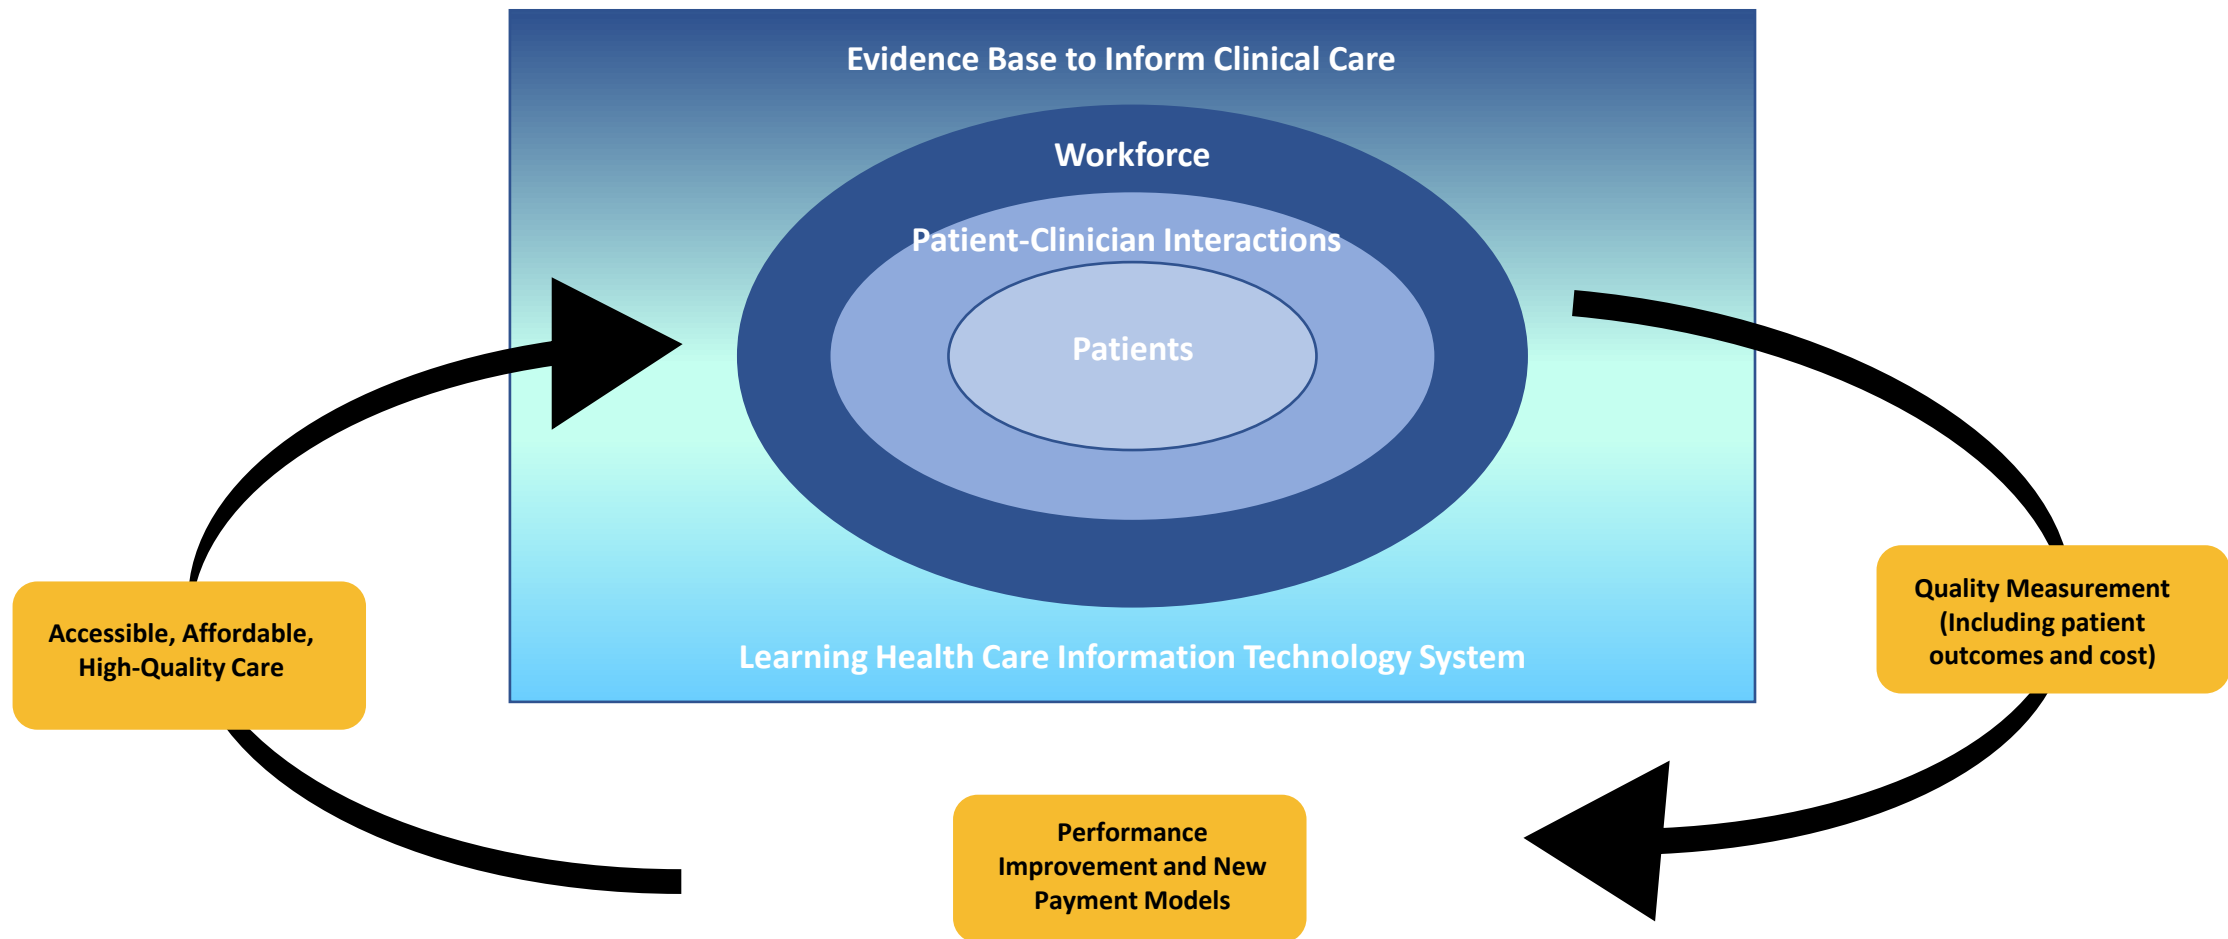 Evidence Base to Inform Clinical Care
Workforce
Patient-Clinician Interactions
Patients
Learning Health Care Information Technology System
Accessible, Affordable,
High-Quality Care
Quality Measurement
(Including patient
outcomes and cost)
Performance
Improvement and New
Payment Models